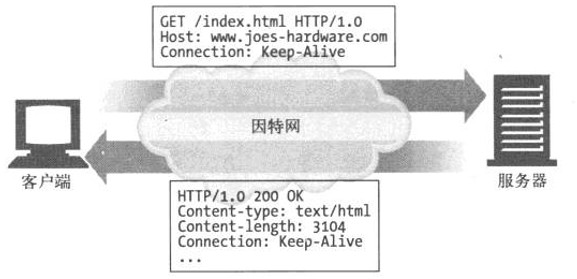 GET /index.html HTTP/1.0
Host: www.joes-hardware.com
Connection: Keep-Alive
因特网
客户端
服务器
HTTP/1.0 200 OK
Content-type: text/html
Content-length: 3104
Connection: Keep-Alive
...